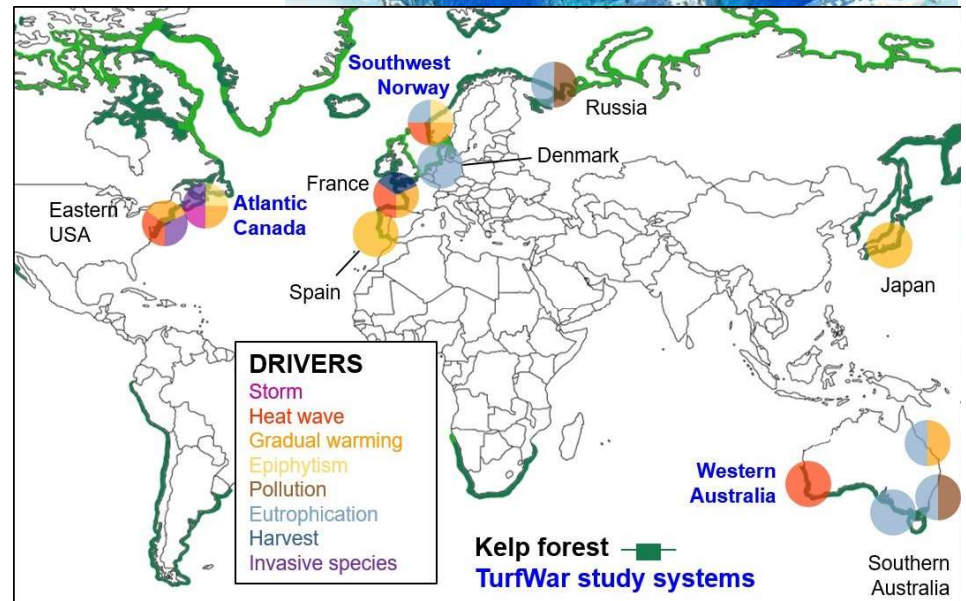 Southwest
Norway
Russia
Denmark
France
Eastern
USA
Atlantic
Canada
Spain
Japan
DRIVERS
Storm
Heat wave
Gradual warming
Epiphytism
Pollution
Eutrophication
Harvest
Invasive species
Western
Australia
Kelp forest
TurfWar study systems
Southern
Australia